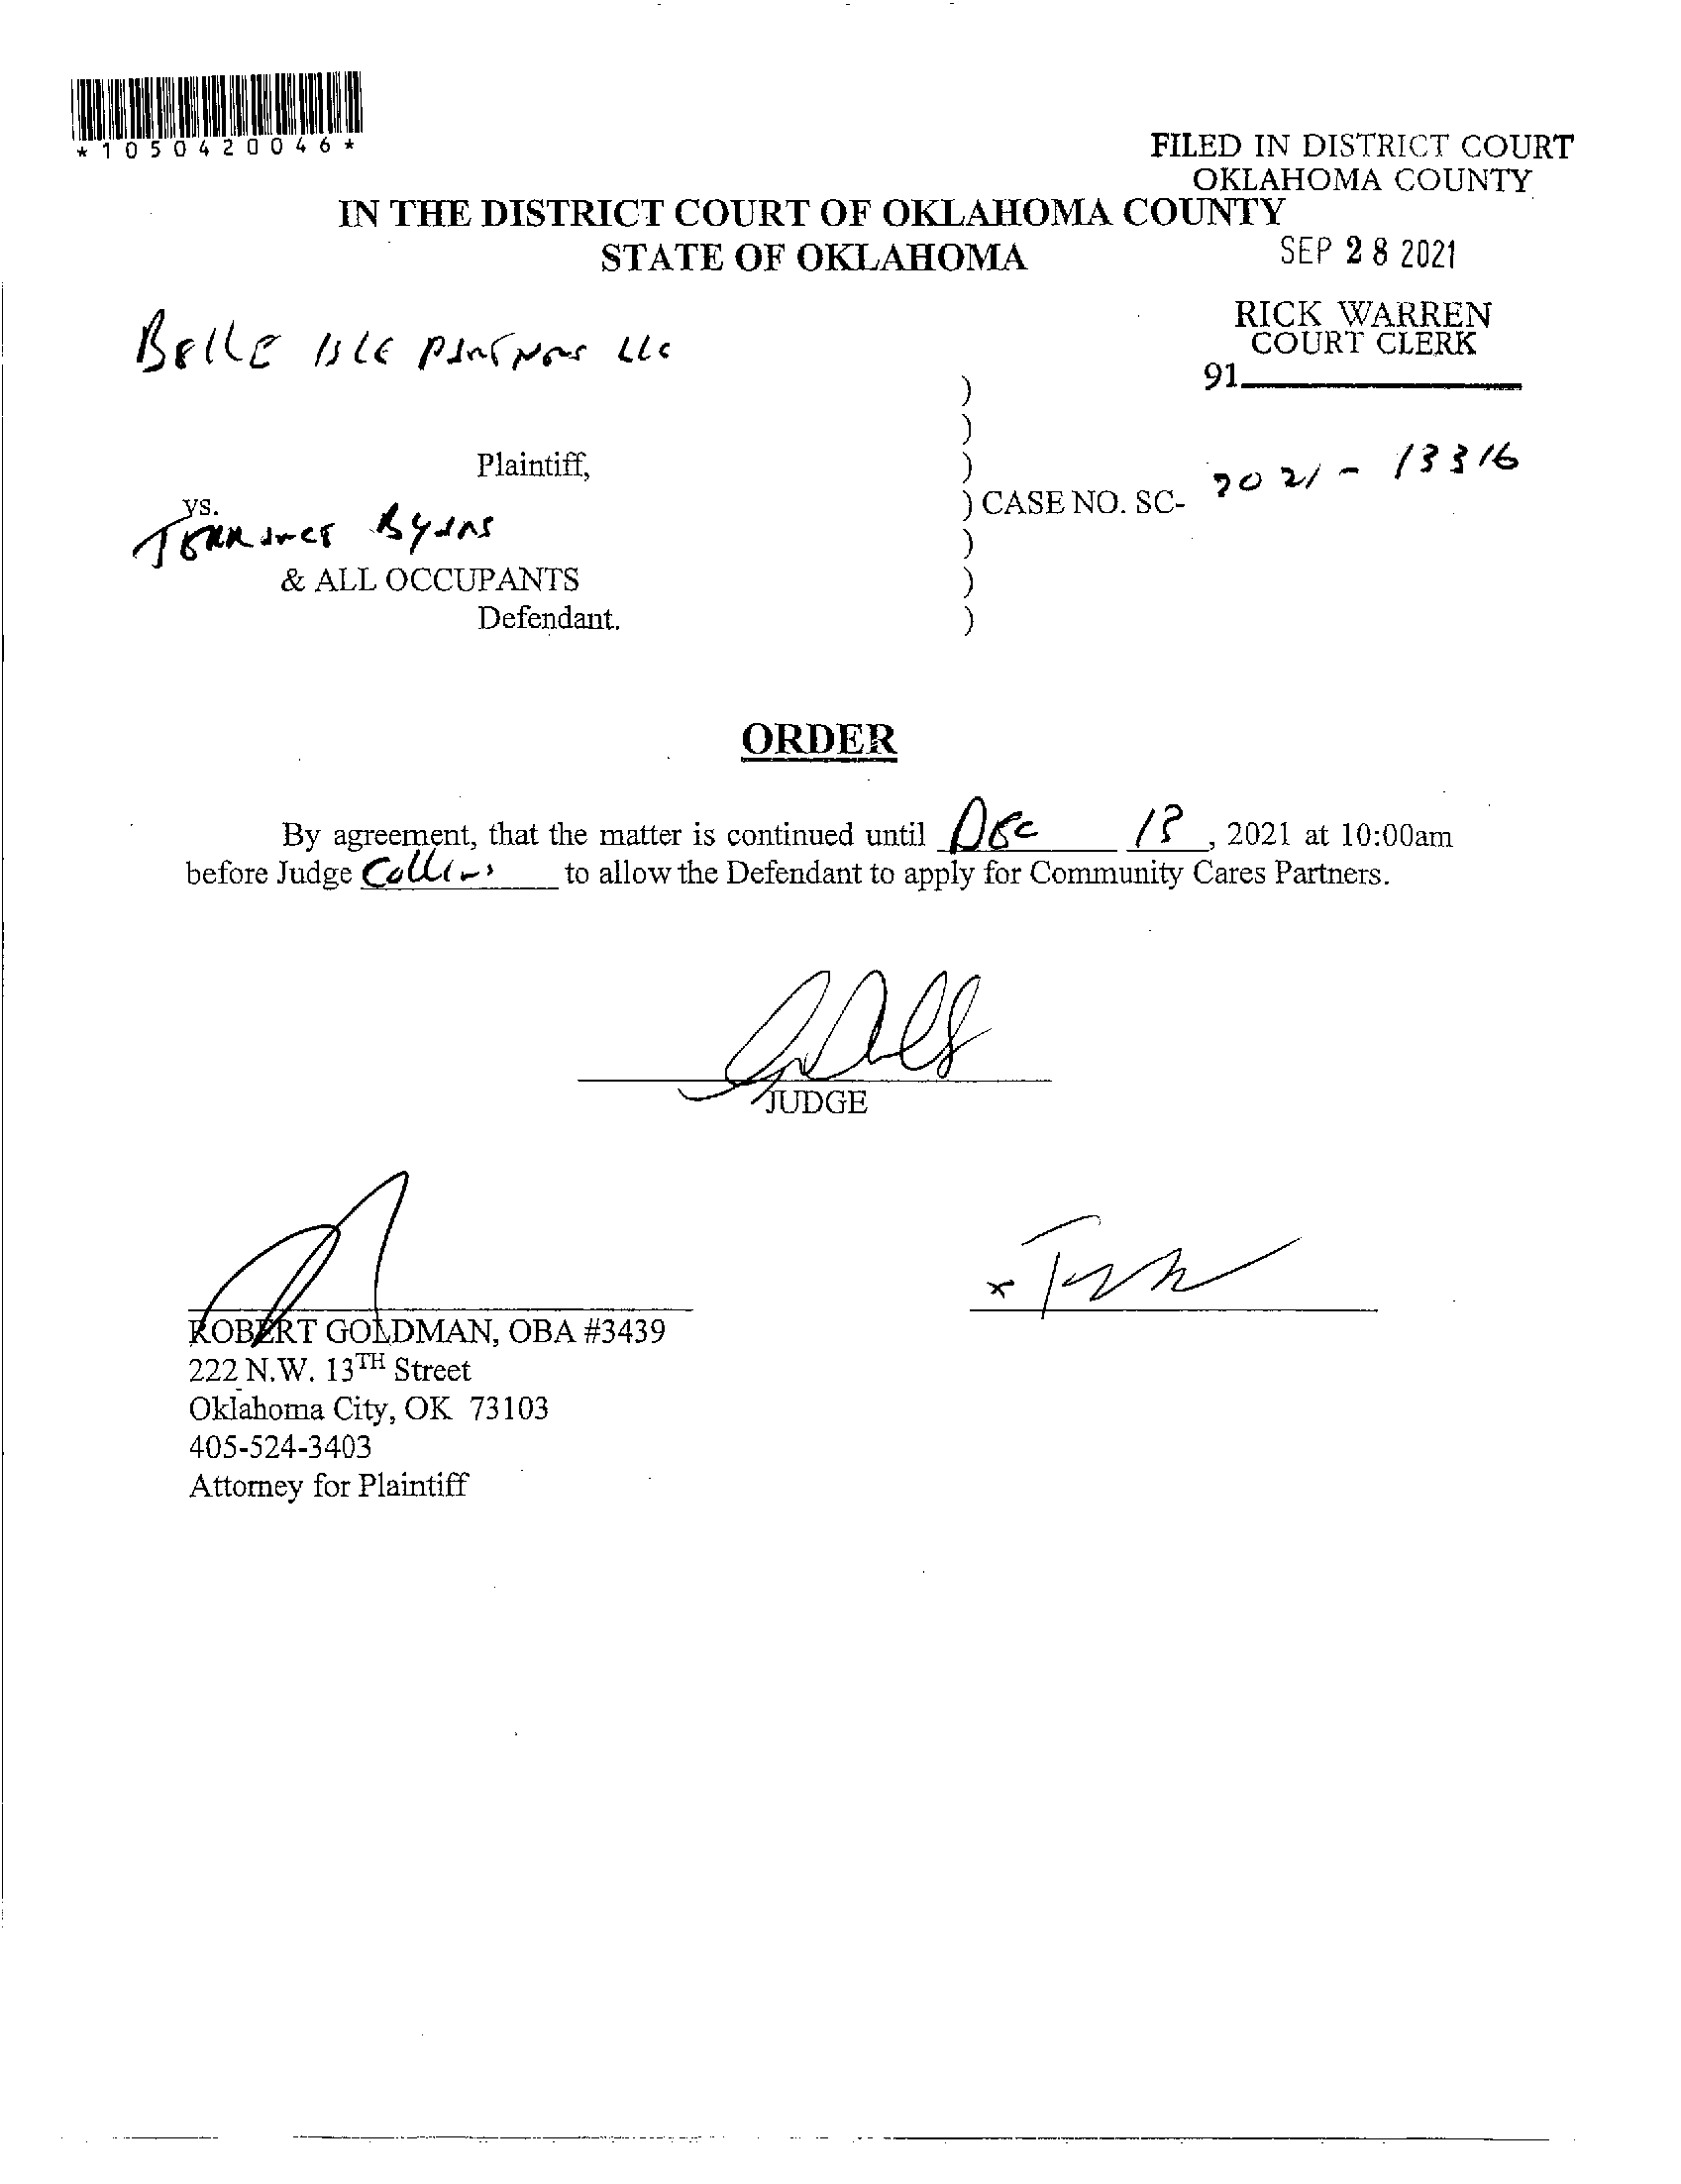 *1050420046*
FILED IN DISTRICT COURT
OKLAHOMA COUNTY
IN THE DISTRICT COURT OF OKLAHOMA COUNTY
STATE OF OKLAHOMA
SEP 28 2021
RICK WARREN
COURT CLERK
91
BELLE ISLE PARTNERS LLC
)
)
Plaintiff, )
vs. ) CASE NO. SC- 2021-13316
TERRANCE BYARS )
& ALL OCCUPANTS )
Defendant. )
ORDER
By agreement, that the matter is continued until DEC 13, 2021 at 10:00am
before Judge Collins to allow the Defendant to apply for Community Cares Partners.
JUDGE
x
ROBERT GOLDMAN, OBA #3439
222 N.W. 13TH Street
Oklahoma City, OK 73103
405-524-3403
Attorney for Plaintiff